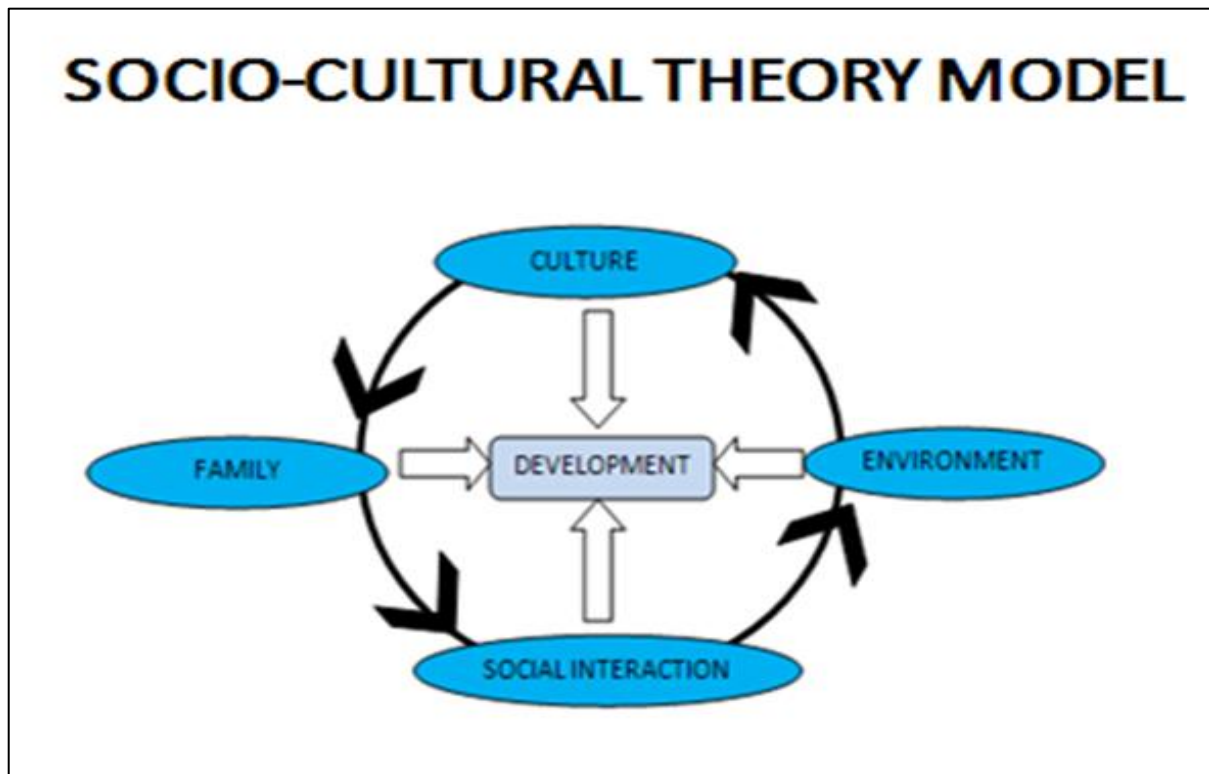 SOCIO-CULTURAL THEORY MODEL
CULTURE
FAMILY
DEVELOPMENT
ENVIRONMENT
SOCIAL INTERACTION